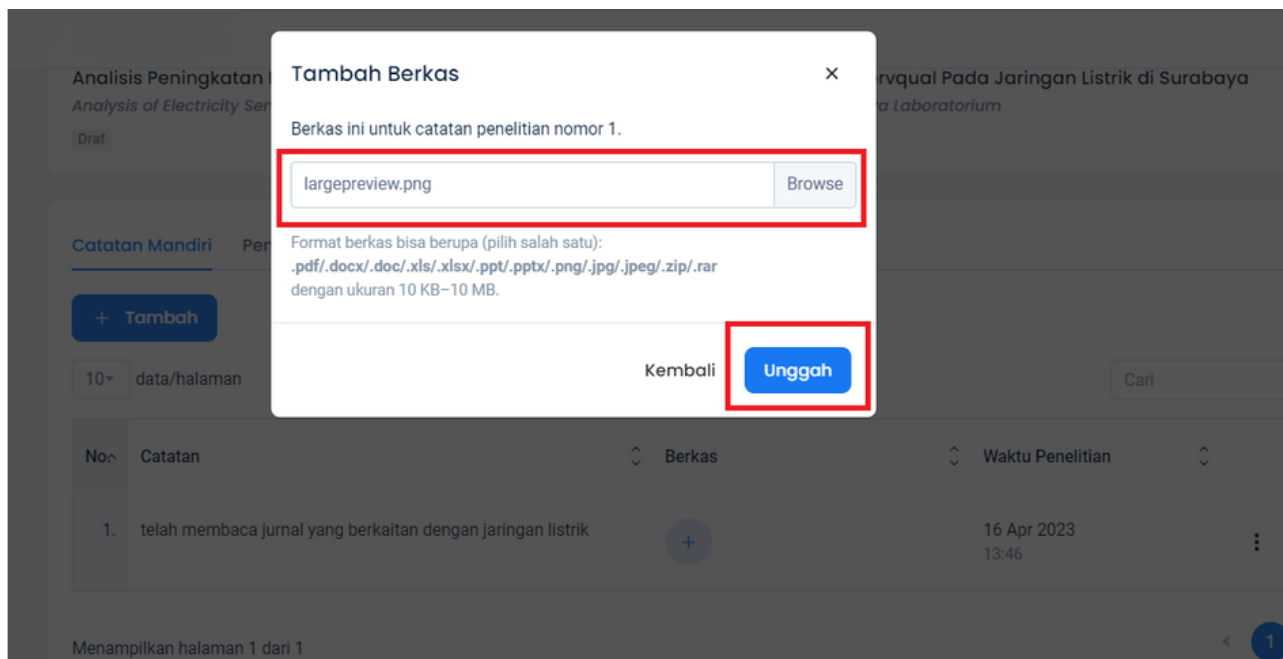 Tambah Berkas
Analisis Peningkatan
rvqual Pada Jaringan Listrik di Surabaya
Analysis of Electricity Ser
a Laboratorium
Draf
Berkas ini untuk catatan penelitian nomor 1.
largepreview.png
Browse
Format berkas bisa berupa (pilih salah satu):
.pdf/.docx/.doc/.xls/.xlsx/.ppt/.pptx/.png/.jpg/.jpeg/.zip/.rar
dengan ukuran 10 KB–10 MB.
Catatan Mandiri
Per
+ Tambah
Kembali
Unggah
10 data/halaman
Cari
No
Catatan
Berkas
Waktu Penelitian
1.
telah membaca jurnal yang berkaitan dengan jaringan listrik
+
16 Apr 2023
13:46
Menampilkan halaman 1 dari 1
1